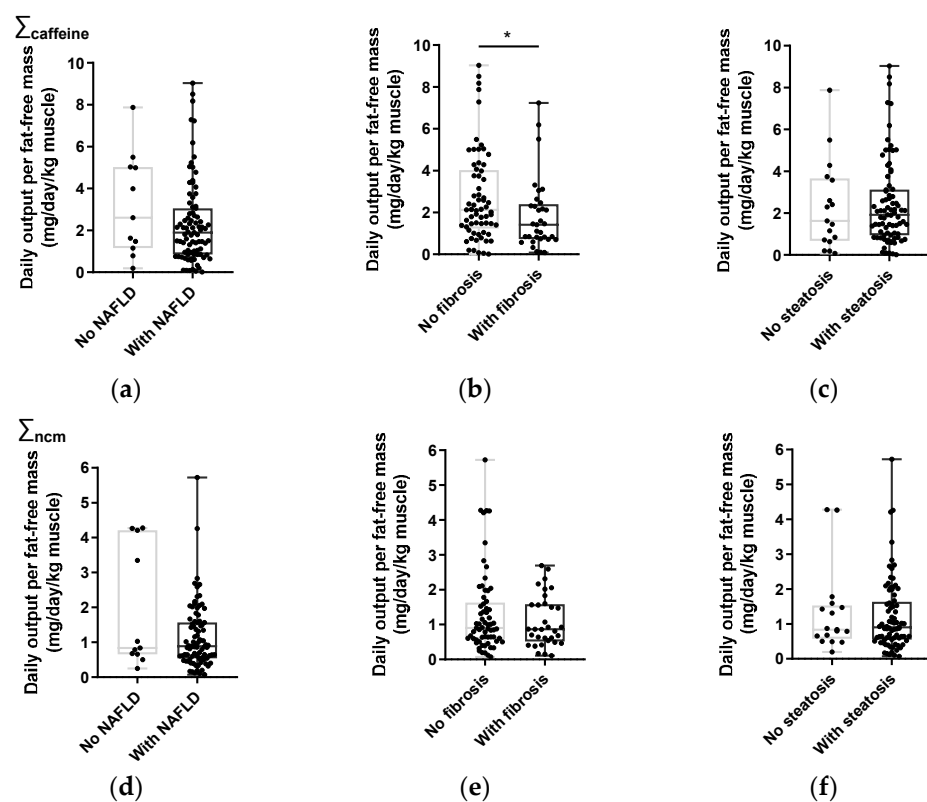 ∑caffeine
Daily output per fat-free mass
(mg/day/kg muscle)
10
8
6
4
2
0
No NAFLD
With NAFLD
(a)
Daily output per fat-free mass
(mg/day/kg muscle)
10
8
6
4
2
0
*
No fibrosis
With fibrosis
(b)
Daily output per fat-free mass
(mg/day/kg muscle)
10
8
6
4
2
0
No steatosis
With steatosis
(c)
∑ncm
Daily output per fat-free mass
(mg/day/kg muscle)
6
5
4
3
2
1
0
No NAFLD
With NAFLD
(d)
Daily output per fat-free mass
(mg/day/kg muscle)
6
5
4
3
2
1
0
No fibrosis
With fibrosis
(e)
Daily output per fat-free mass
(mg/day/kg muscle)
6
5
4
3
2
1
0
No steatosis
With steatosis
(f)